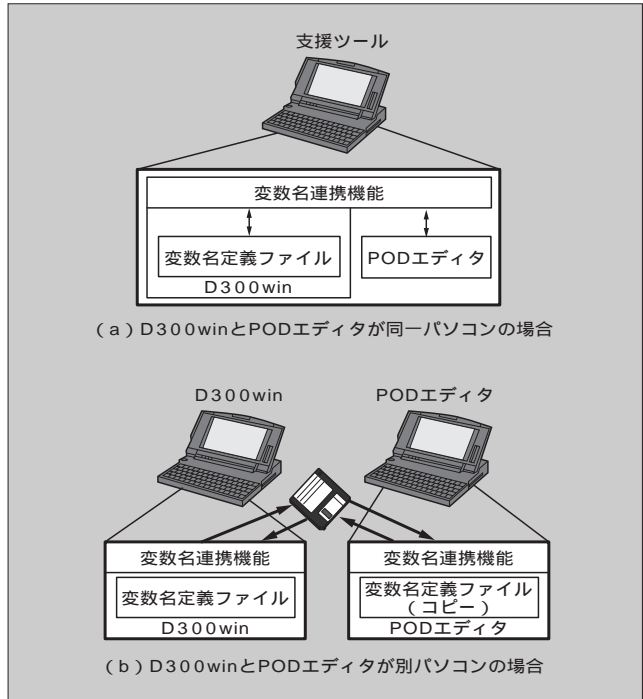 支援ツール
変数名連携機能
変数名定義ファイル
PODエディタ
D300win
(a)D300winとPODエディタが同一パソコンの場合
D300win
PODエディタ
変数名連携機能
変数名定義ファイル
D300win
変数名連携機能
変数名定義ファイル
(コピー)
PODエディタ
(b)D300winとPODエディタが別パソコンの場合